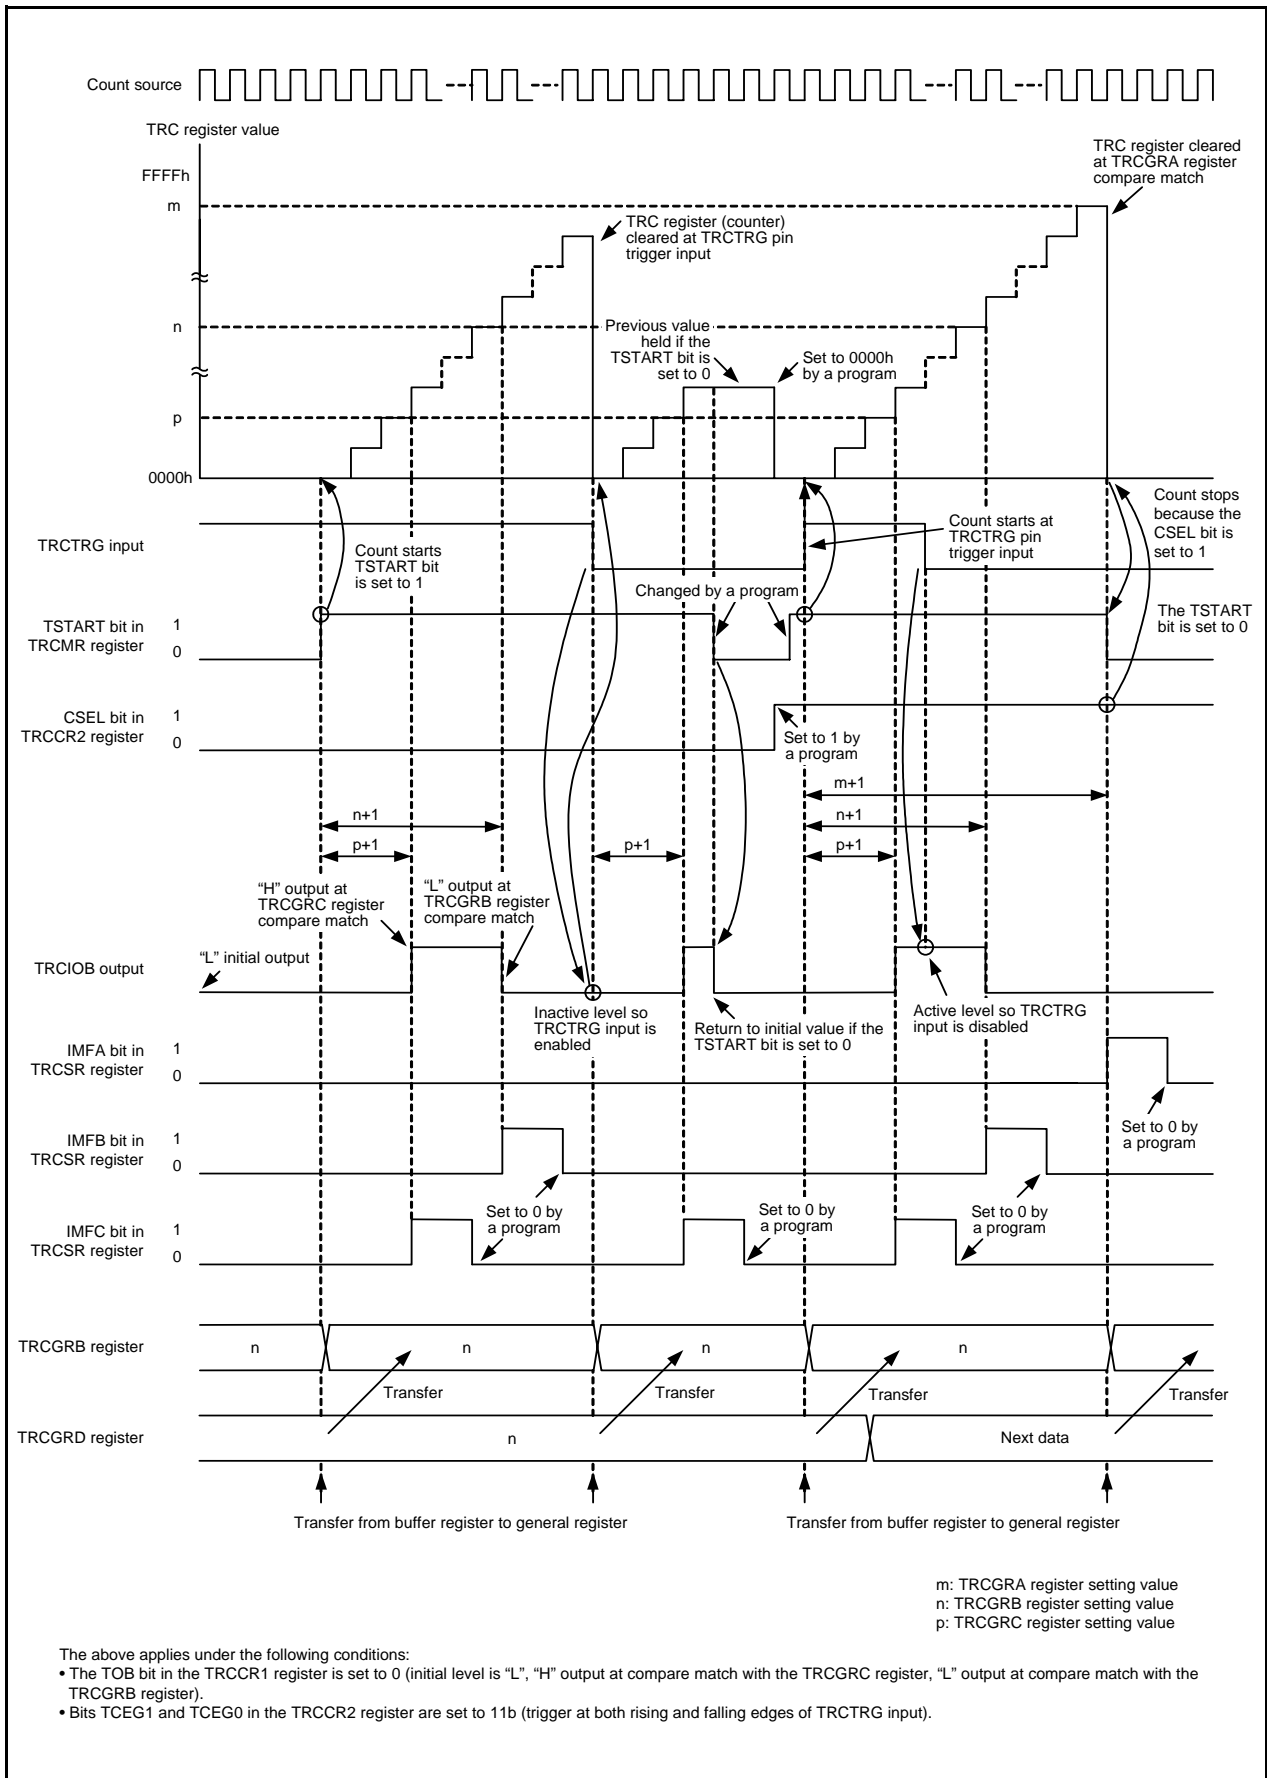 Count source
TRC register value
FFFFh
m
n
p
0000h
TRC register cleared
at TRCGRA register
compare match
TRC register (counter)
cleared at TRCTRG pin
trigger input
Previous value
held if the
TSTART bit is
set to 0
Set to 0000h
by a program
TRCTRG input
Count starts
TSTART bit
is set to 1
Count starts at
TRCTRG pin
trigger input
Count stops
because the
CSEL bit is
set to 1
Changed by a program
TSTART bit in
TRCMR register
1
0
The TSTART
bit is set to 0
CSEL bit in
TRCCR2 register
1
0
Set to 1 by
a program
m+1
n+1
n+1
p+1
p+1
p+1
“H” output at
TRCGRC register
compare match
“L” output at
TRCGRB register
compare match
“L” initial output
TRCIOB output
Inactive level so
TRCTRG input is
enabled
Return to initial value if the
TSTART bit is set to 0
Active level so TRCTRG
input is disabled
IMFA bit in
TRCSR register
1
0
Set to 0 by
a program
IMFB bit in
TRCSR register
1
0
Set to 0 by
a program
Set to 0 by
a program
Set to 0 by
a program
IMFC bit in
TRCSR register
1
0
TRCGRB register
n
n
n
n
Transfer
Transfer
Transfer
Transfer
TRCGRD register
n
Next data
Transfer from buffer register to general register
Transfer from buffer register to general register
m: TRCGRA register setting value
n: TRCGRB register setting value
p: TRCGRC register setting value
The above applies under the following conditions:
• The TOB bit in the TRCCR1 register is set to 0 (initial level is “L”, “H” output at compare match with the TRCGRC register, “L” output at compare match with the
TRCGRB register).
• Bits TCEG1 and TCEG0 in the TRCCR2 register are set to 11b (trigger at both rising and falling edges of TRCTRG input).